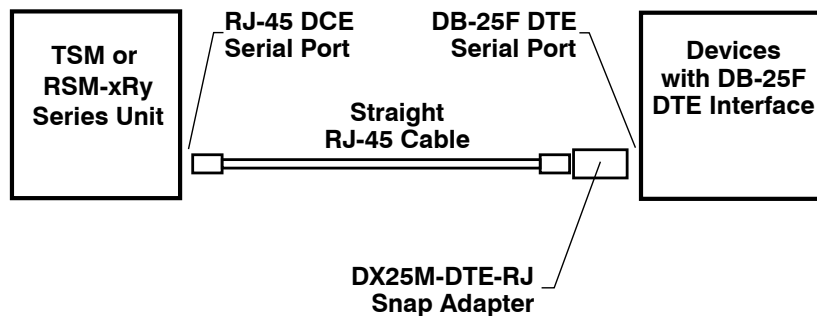 TSM or
RSM-xRy
Series Unit
RJ-45 DCE
Serial Port
DB-25F DTE
Serial Port
Devices
with DB-25F
DTE Interface
Straight
RJ-45 Cable
DX25M-DTE-RJ
Snap Adapter